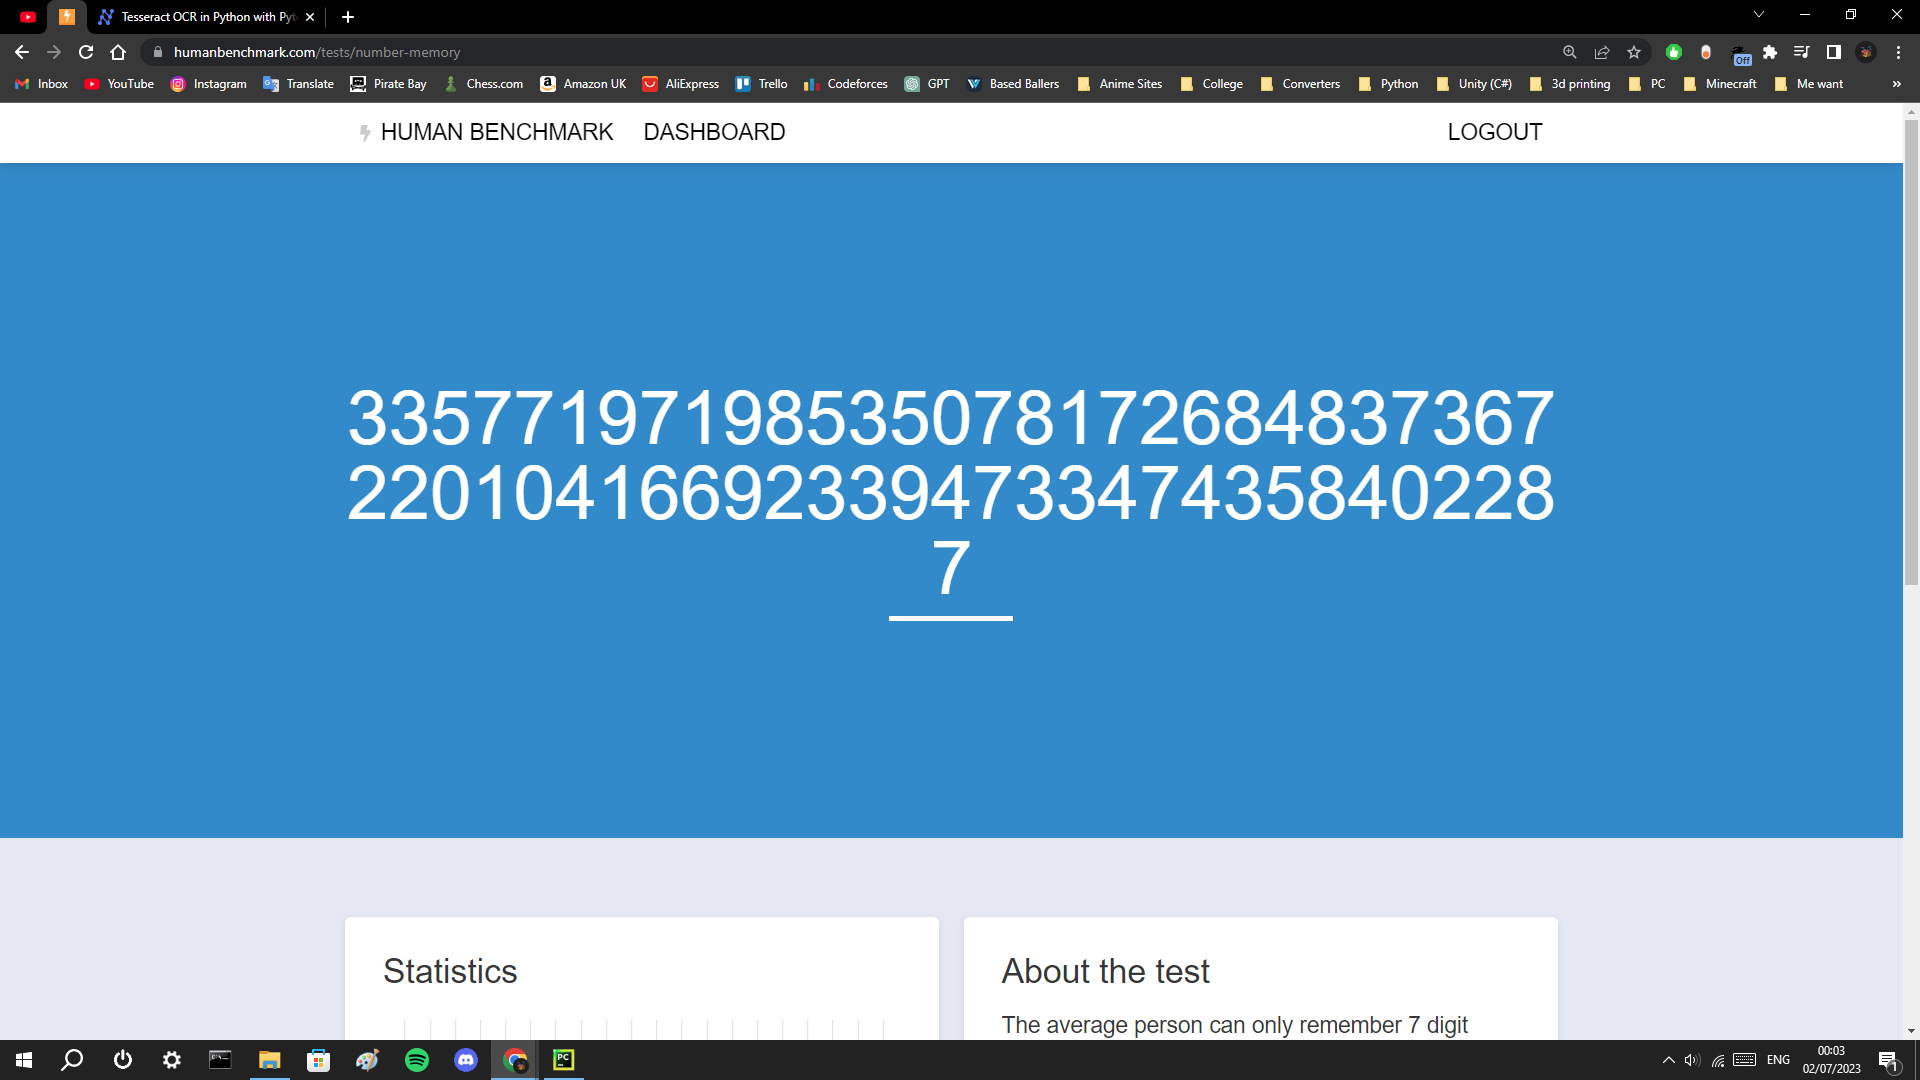 Tesseract OCR in Python with Pyt
humanbenchmark.com/tests/number-memory
Off
Inbox YouTube Instagram Translate Pirate Bay Chess.com Amazon UK AliExpress Trello Codeforces GPT Based Ballers Anime Sites College Converters Python Unity (C#) 3d printing PC Minecraft Me want »
HUMAN BENCHMARK DASHBOARD LOGOUT
33577197198535078172684837367
22010416692339473347435840228
7
Statistics
About the test
The average person can only remember 7 digit
PC
ENG
00:03
02/07/2023
1